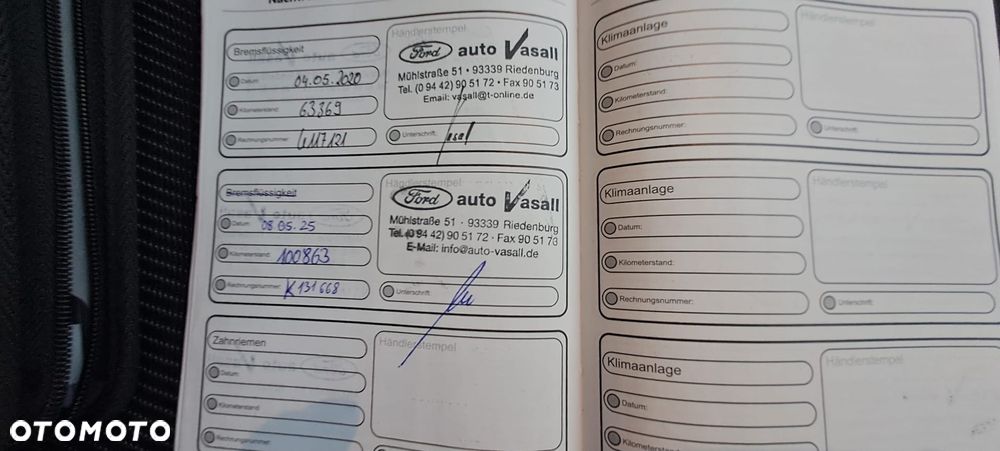 Bremsflüssigkeit
Datum: 04.05.2020
Kilometerstand: 63369
Rechnungsnummer: 4117121
Händlerstempel
Ford auto Vasall
Mühlstraße 51 • 93339 Riedenburg
Tel. (0 94 42) 90 51 72 • Fax 90 51 73
Email: vasall@t-online.de
Unterschrift:
Bremsflüssigkeit
Datum: 08.05.25
Kilometerstand: 100863
Rechnungsnummer: K131668
Händlerstempel
Ford auto Vasall
Mühlstraße 51 · 93339 Riedenburg
Tel. (0 94 42) 90 51 72 · Fax 90 51 73
E-Mail: info@auto-vasall.de
Unterschrift:
Zahnriemen
Datum:
Kilometerstand:
Rechnungsnummer:
Händlerstempel
Klimaanlage
Datum:
Kilometerstand:
Rechnungsnummer:
Händlerstempel
Unterschrift:
Klimaanlage
Datum:
Kilometerstand:
Rechnungsnummer:
Händlerstempel
Unterschrift:
Klimaanlage
Datum:
Kilometerstand:
Händlerstempel
OTOMOTO